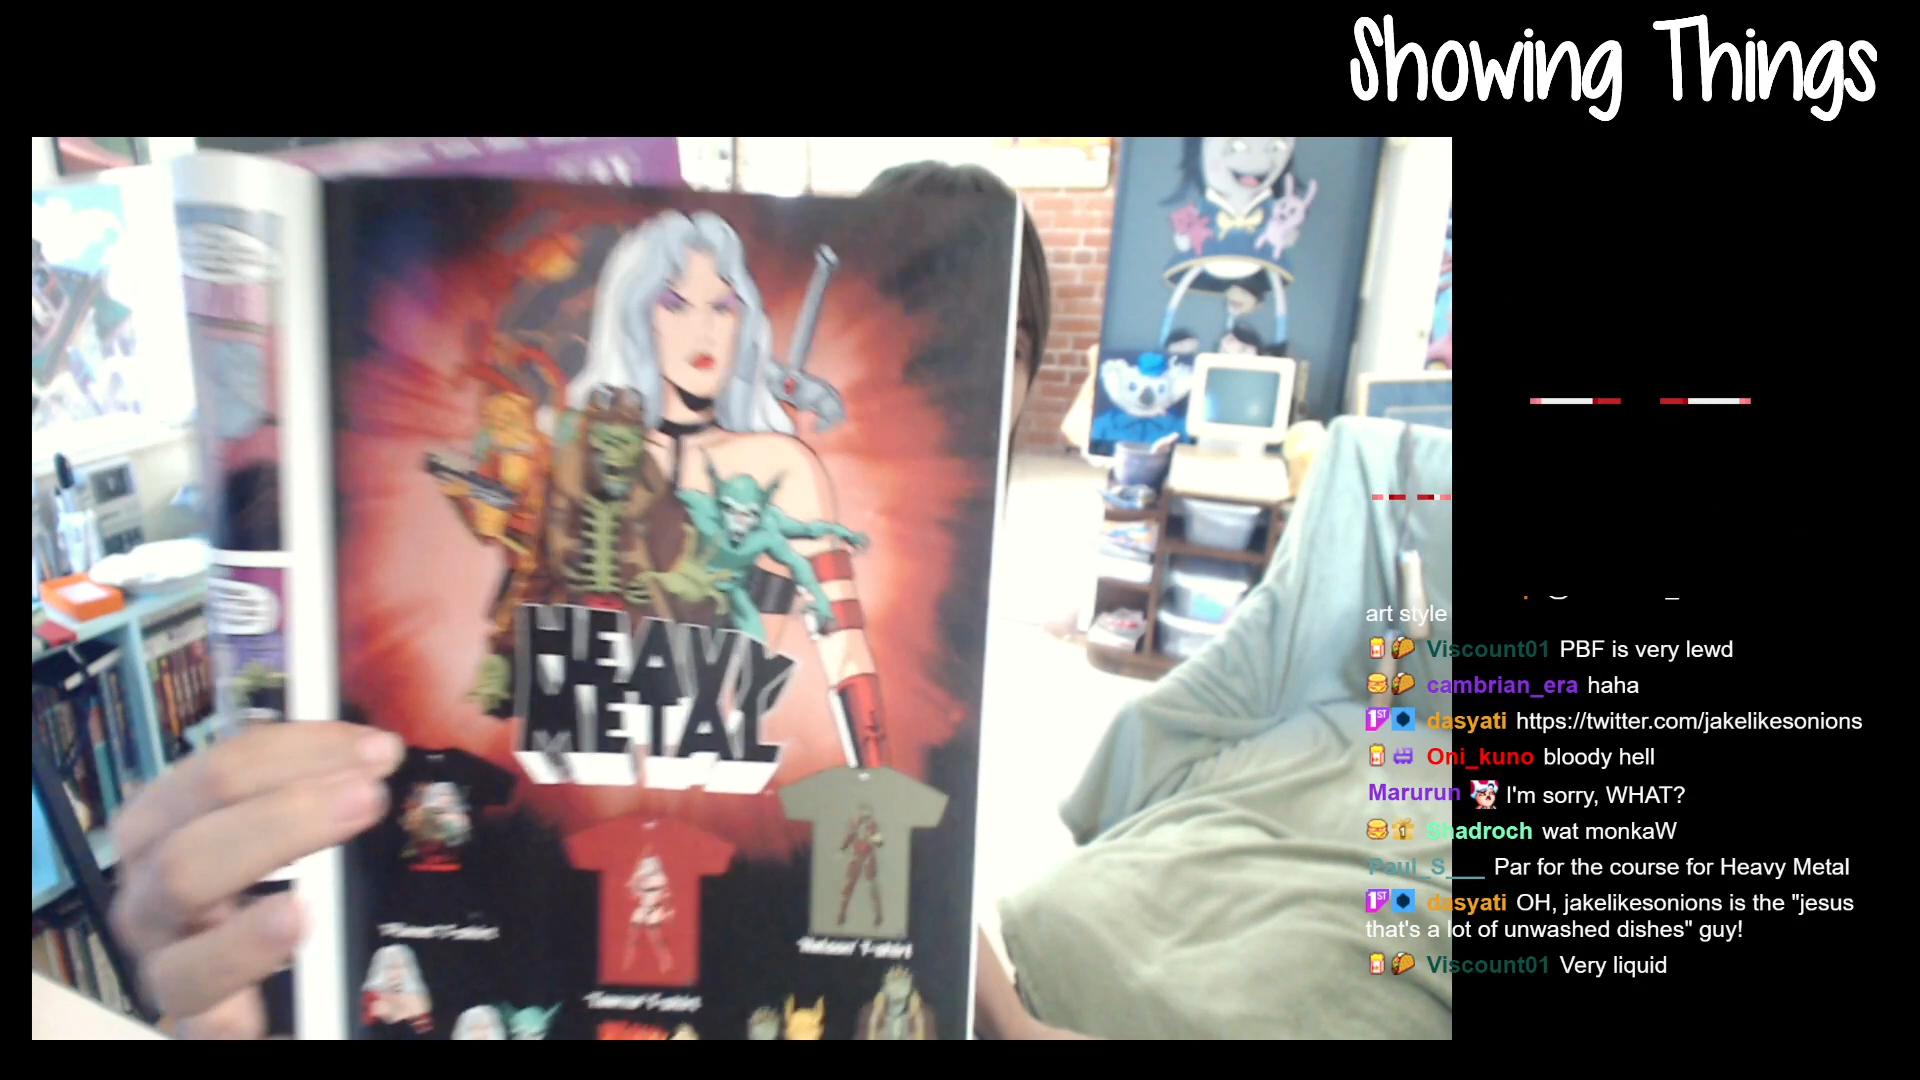 Showing Things
HEAVY
METAL
art style
Viscount01 PBF is very lewd
cambrian_era haha
1ST dasyati https://twitter.com/jakelikesonions
Oni_kuno bloody hell
Marurun I'm sorry, WHAT?
Shadroch wat monkaW
Paul_S___ Par for the course for Heavy Metal
1ST dasyati OH, jakelikesonions is the "jesus
that's a lot of unwashed dishes" guy!
Viscount01 Very liquid